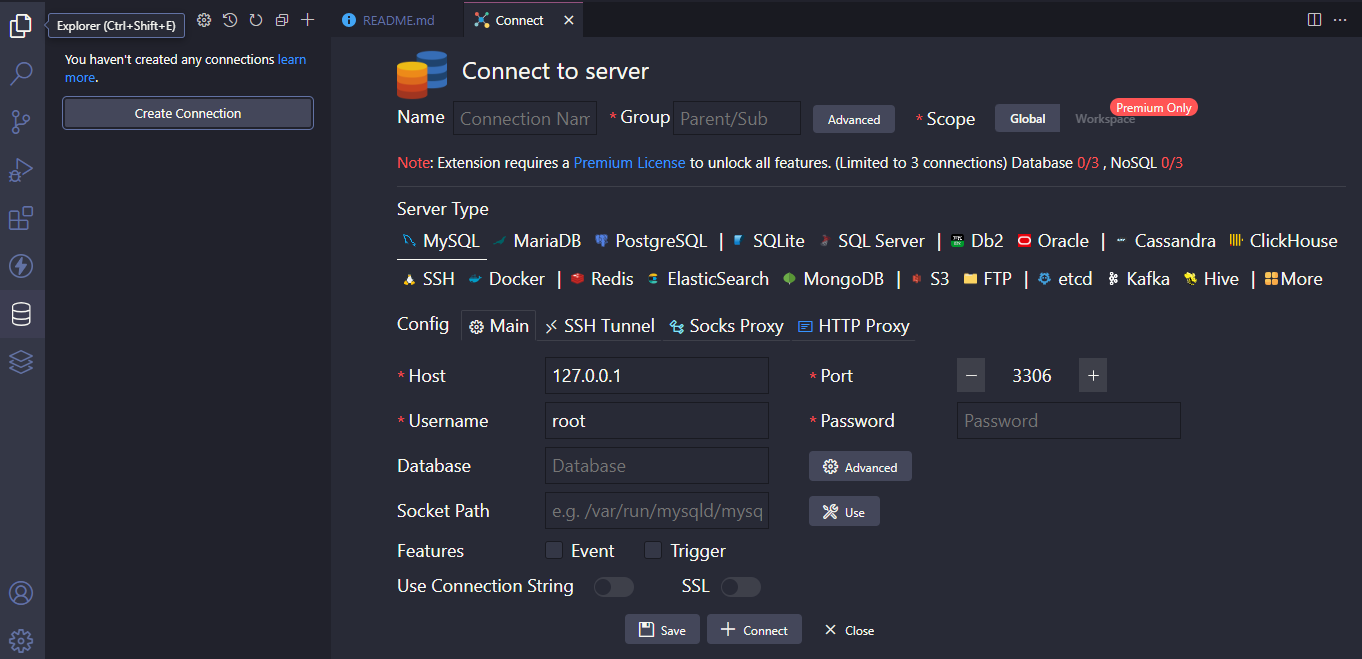 Explorer (Ctrl+Shift+E)
README.md
Connect
You haven't created any connections learn
more.
Create Connection
Connect to server
Premium Only
Name Connection Nam * Group Parent/Sub Advanced * Scope Global Workspace
Note: Extension requires a Premium License to unlock all features. (Limited to 3 connections) Database 0/3 , NoSQL 0/3
Server Type
MySQL MariaDB PostgreSQL | SQLite SQL Server | Db2 Oracle | Cassandra ClickHouse
SSH Docker | Redis ElasticSearch MongoDB | S3 FTP | etcd Kafka Hive | More
Config Main SSH Tunnel Socks Proxy HTTP Proxy
* Host 127.0.0.1 * Port − 3306 +
* Username root * Password Password
Database Database Advanced
Socket Path e.g. /var/run/mysqld/mysq Use
Features Event Trigger
Use Connection String SSL
Save Connect Close